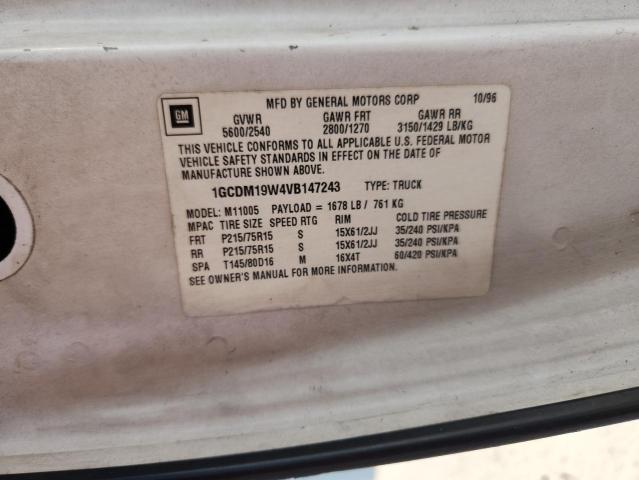 MFD BY GENERAL MOTORS CORP 10/96
GM
GVWR GAWR FRT GAWR RR
5600/2540 2800/1270 3150/1429 LB/KG
THIS VEHICLE CONFORMS TO ALL APPLICABLE U.S. FEDERAL MOTOR
VEHICLE SAFETY STANDARDS IN EFFECT ON THE DATE OF
MANUFACTURE SHOWN ABOVE.
1GCDM19W4VB147243 TYPE: TRUCK
MODEL: M11005 PAYLOAD = 1678 LB / 761 KG
MPAC TIRE SIZE SPEED RTG RIM COLD TIRE PRESSURE
FRT P215/75R15 S 15X61/2JJ 35/240 PSI/KPA
RR P215/75R15 S 15X61/2JJ 35/240 PSI/KPA
SPA T145/80D16 M 16X4T 60/420 PSI/KPA
SEE OWNER'S MANUAL FOR MORE INFORMATION.